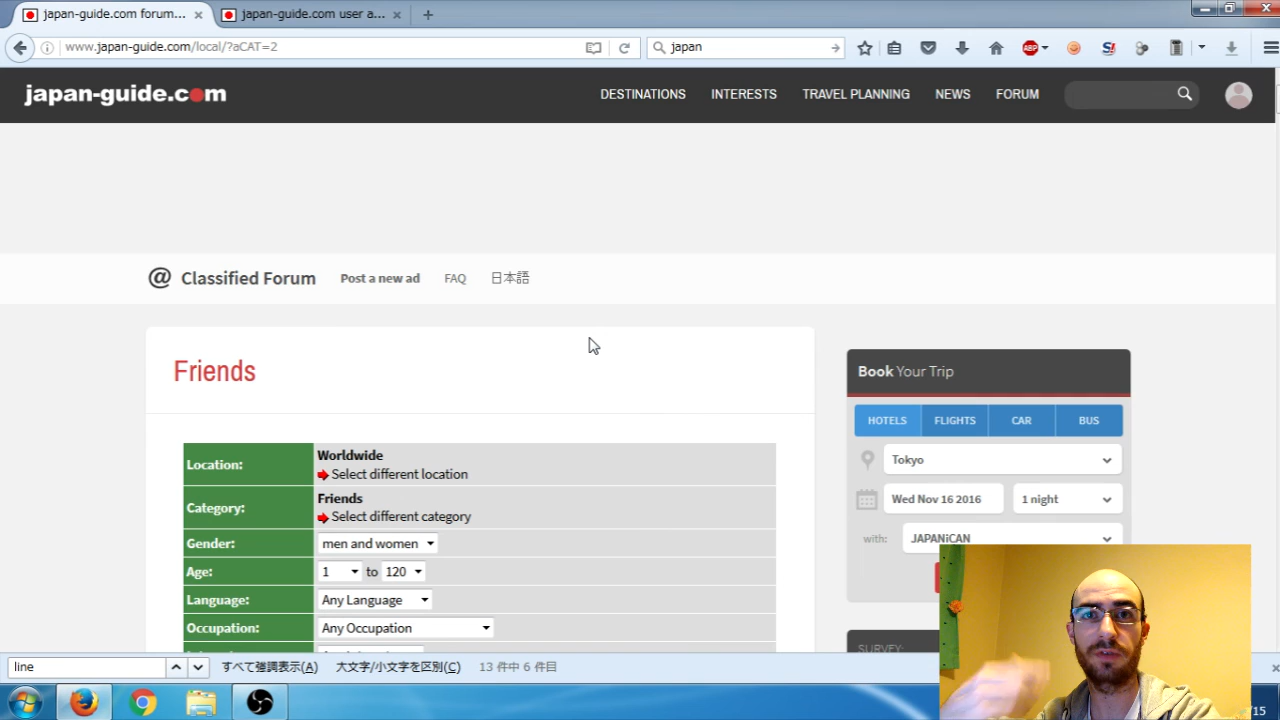 japan-guide.com forum...
japan-guide.com user a...
www.japan-guide.com/local/?aCAT=2
japan
ABP
S!
japan-guide.com
DESTINATIONS
INTERESTS
TRAVEL PLANNING
NEWS
FORUM
@ Classified Forum
Post a new ad
FAQ
日本語
Friends
Location:
Worldwide
Select different location
Category:
Friends
Select different category
Gender:
men and women
Age:
1 to 120
Language:
Any Language
Occupation:
Any Occupation
Book Your Trip
HOTELS
FLIGHTS
CAR
BUS
Tokyo
Wed Nov 16 2016
1 night
with:
JAPANiCAN
SURVEY:
line
すべて強調表示(A)
大文字/小文字を区別(C)
13 件中 6 件目
/15